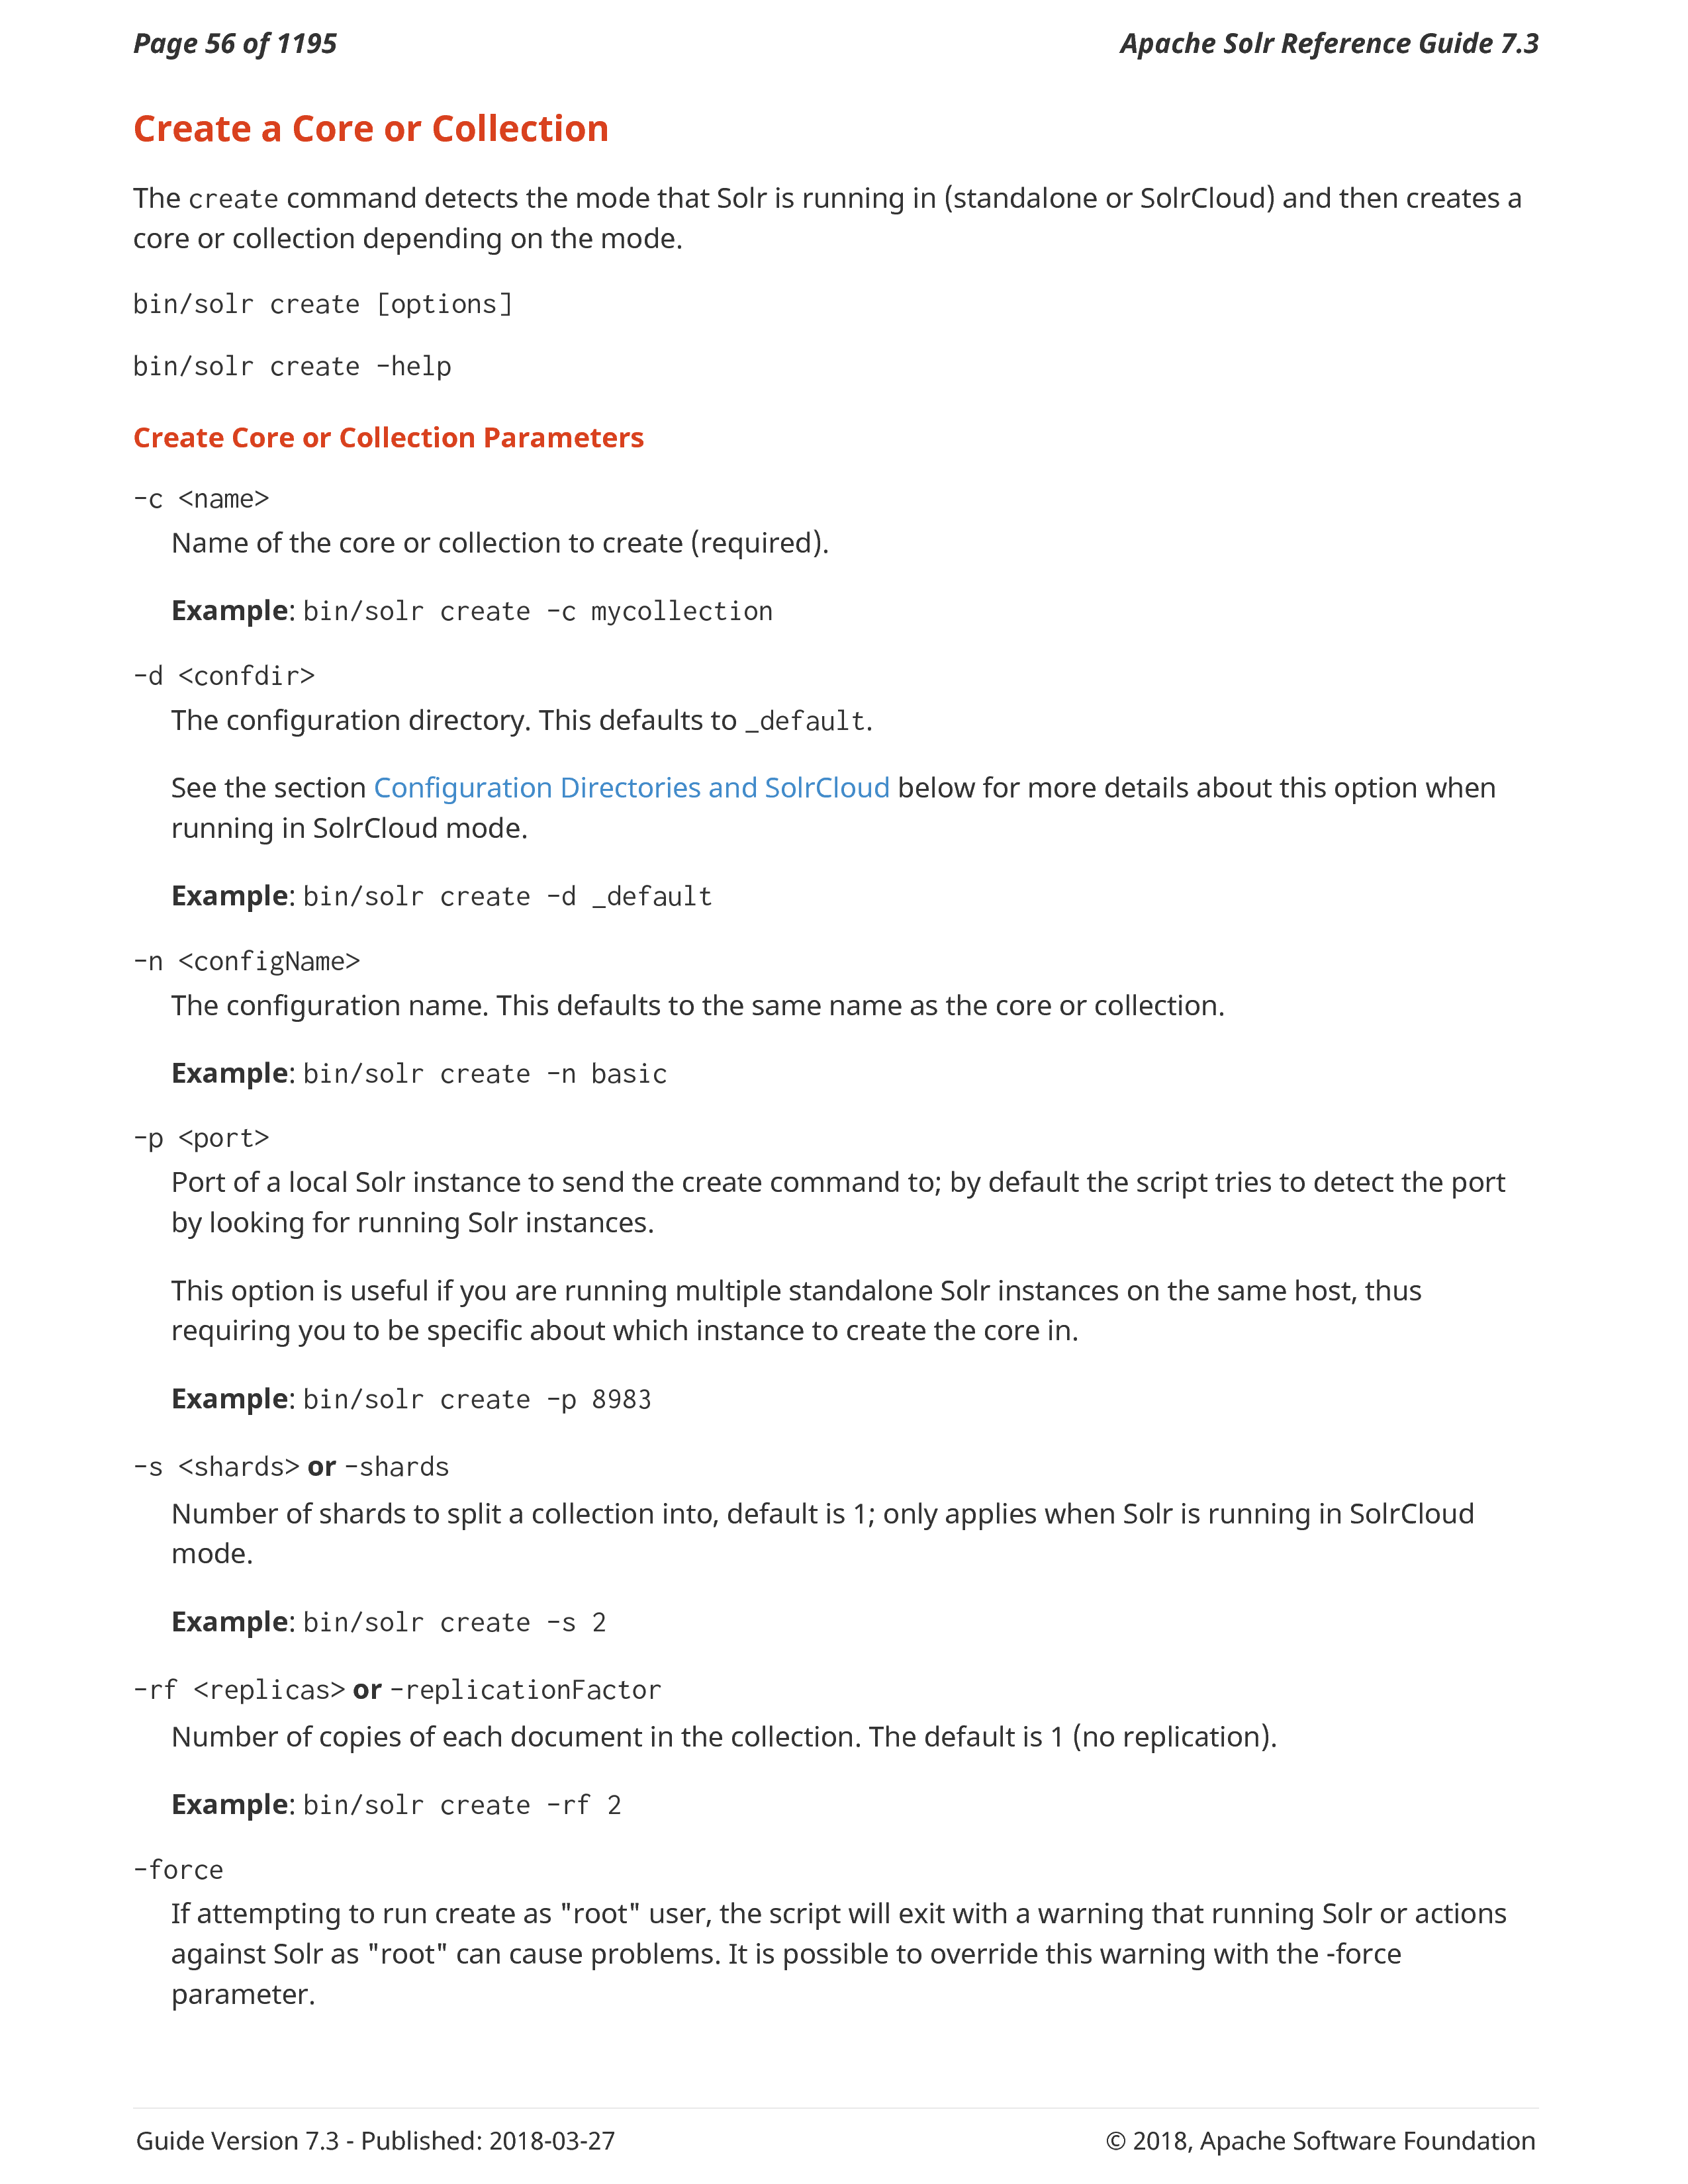 Page 56 of 1195
Apache Solr Reference Guide 7.3
Create a Core or Collection
The create command detects the mode that Solr is running in (standalone or SolrCloud) and then creates a
core or collection depending on the mode.
bin/solr create [options]
bin/solr create -help
Create Core or Collection Parameters
-c <name>
Name of the core or collection to create (required).
Example: bin/solr create -c mycollection
-d <confdir>
The configuration directory. This defaults to _default.
See the section Configuration Directories and SolrCloud below for more details about this option when
running in SolrCloud mode.
Example: bin/solr create -d _default
-n <configName>
The configuration name. This defaults to the same name as the core or collection.
Example: bin/solr create -n basic
-p <port>
Port of a local Solr instance to send the create command to; by default the script tries to detect the port
by looking for running Solr instances.
This option is useful if you are running multiple standalone Solr instances on the same host, thus
requiring you to be specific about which instance to create the core in.
Example: bin/solr create -p 8983
-s <shards> or -shards
Number of shards to split a collection into, default is 1; only applies when Solr is running in SolrCloud
mode.
Example: bin/solr create -s 2
-rf <replicas> or -replicationFactor
Number of copies of each document in the collection. The default is 1 (no replication).
Example: bin/solr create -rf 2
-force
If attempting to run create as "root" user, the script will exit with a warning that running Solr or actions
against Solr as "root" can cause problems. It is possible to override this warning with the -force
parameter.
Guide Version 7.3 - Published: 2018-03-27
© 2018, Apache Software Foundation